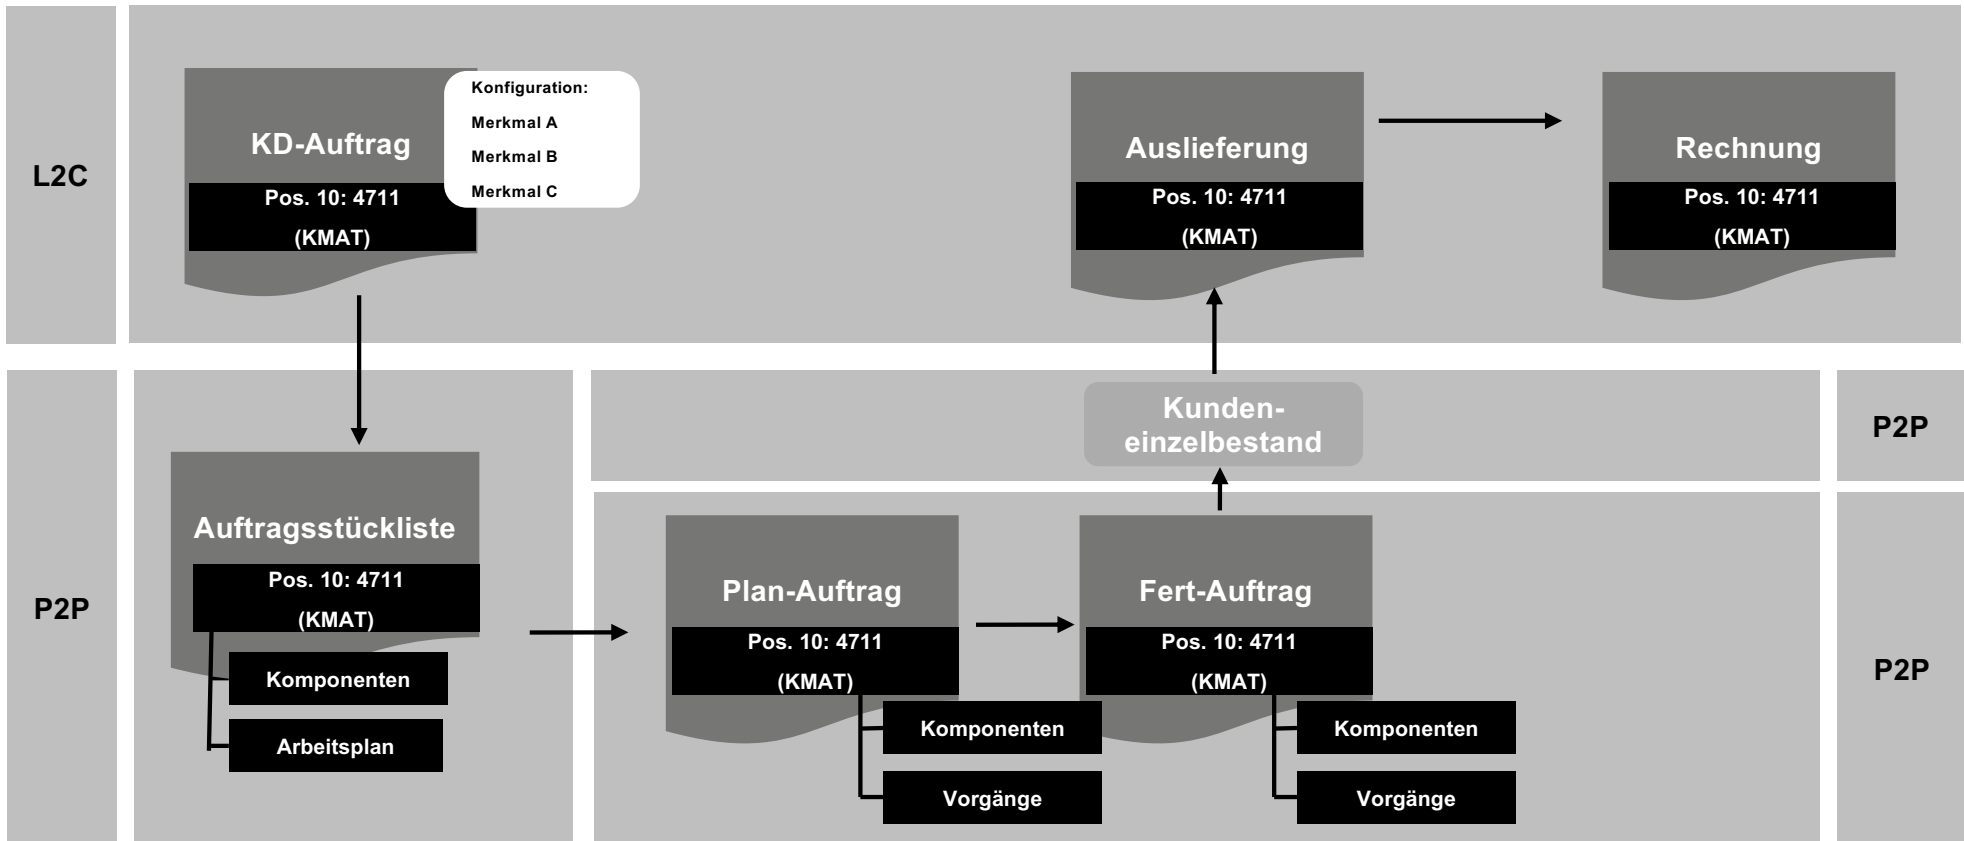 L2C
KD-Auftrag
Pos. 10: 4711
(KMAT)
Konfiguration:
Merkmal A
Merkmal B
Merkmal C
Auslieferung
Pos. 10: 4711
(KMAT)
Rechnung
Pos. 10: 4711
(KMAT)
P2P
Auftragsstückliste
Pos. 10: 4711
(KMAT)
Komponenten
Arbeitsplan
Kunden-
einzelbestand
P2P
Plan-Auftrag
Pos. 10: 4711
(KMAT)
Komponenten
Vorgänge
Fert-Auftrag
Pos. 10: 4711
(KMAT)
Komponenten
Vorgänge
P2P